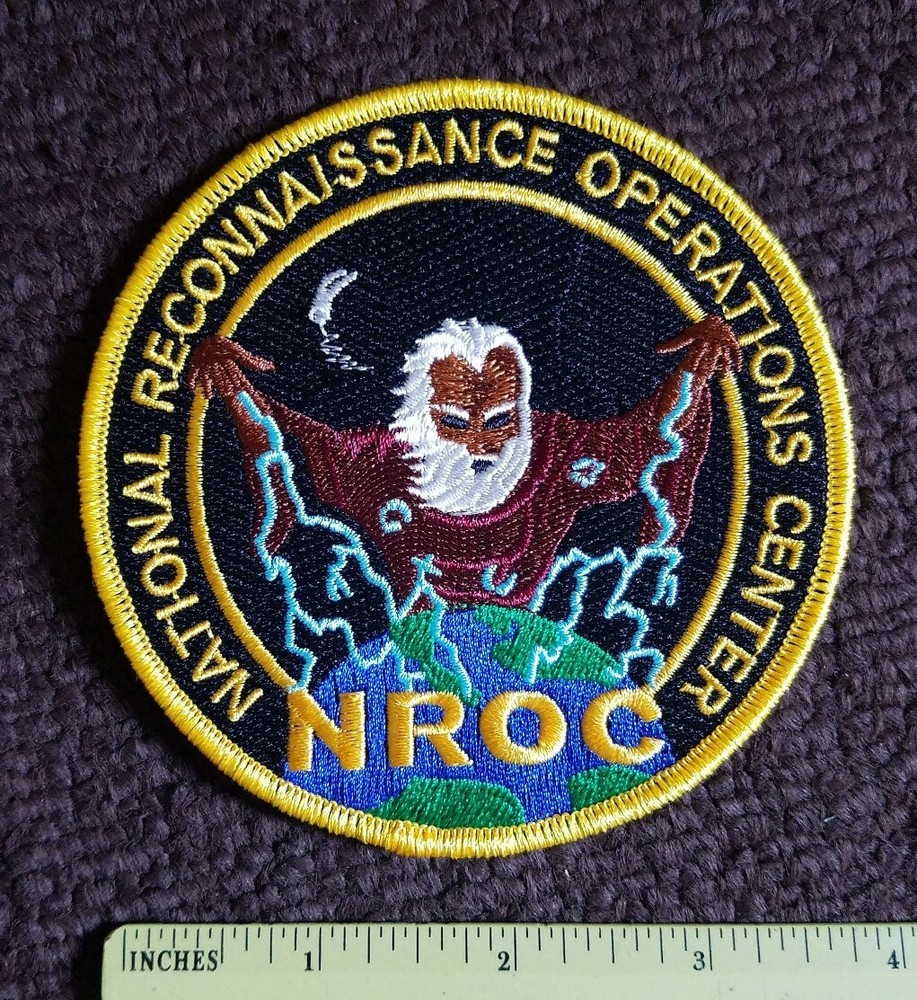 NATIONAL RECONNAISSANCE OPERATIONS CENTER
NROC
INCHES 1 2 3 4